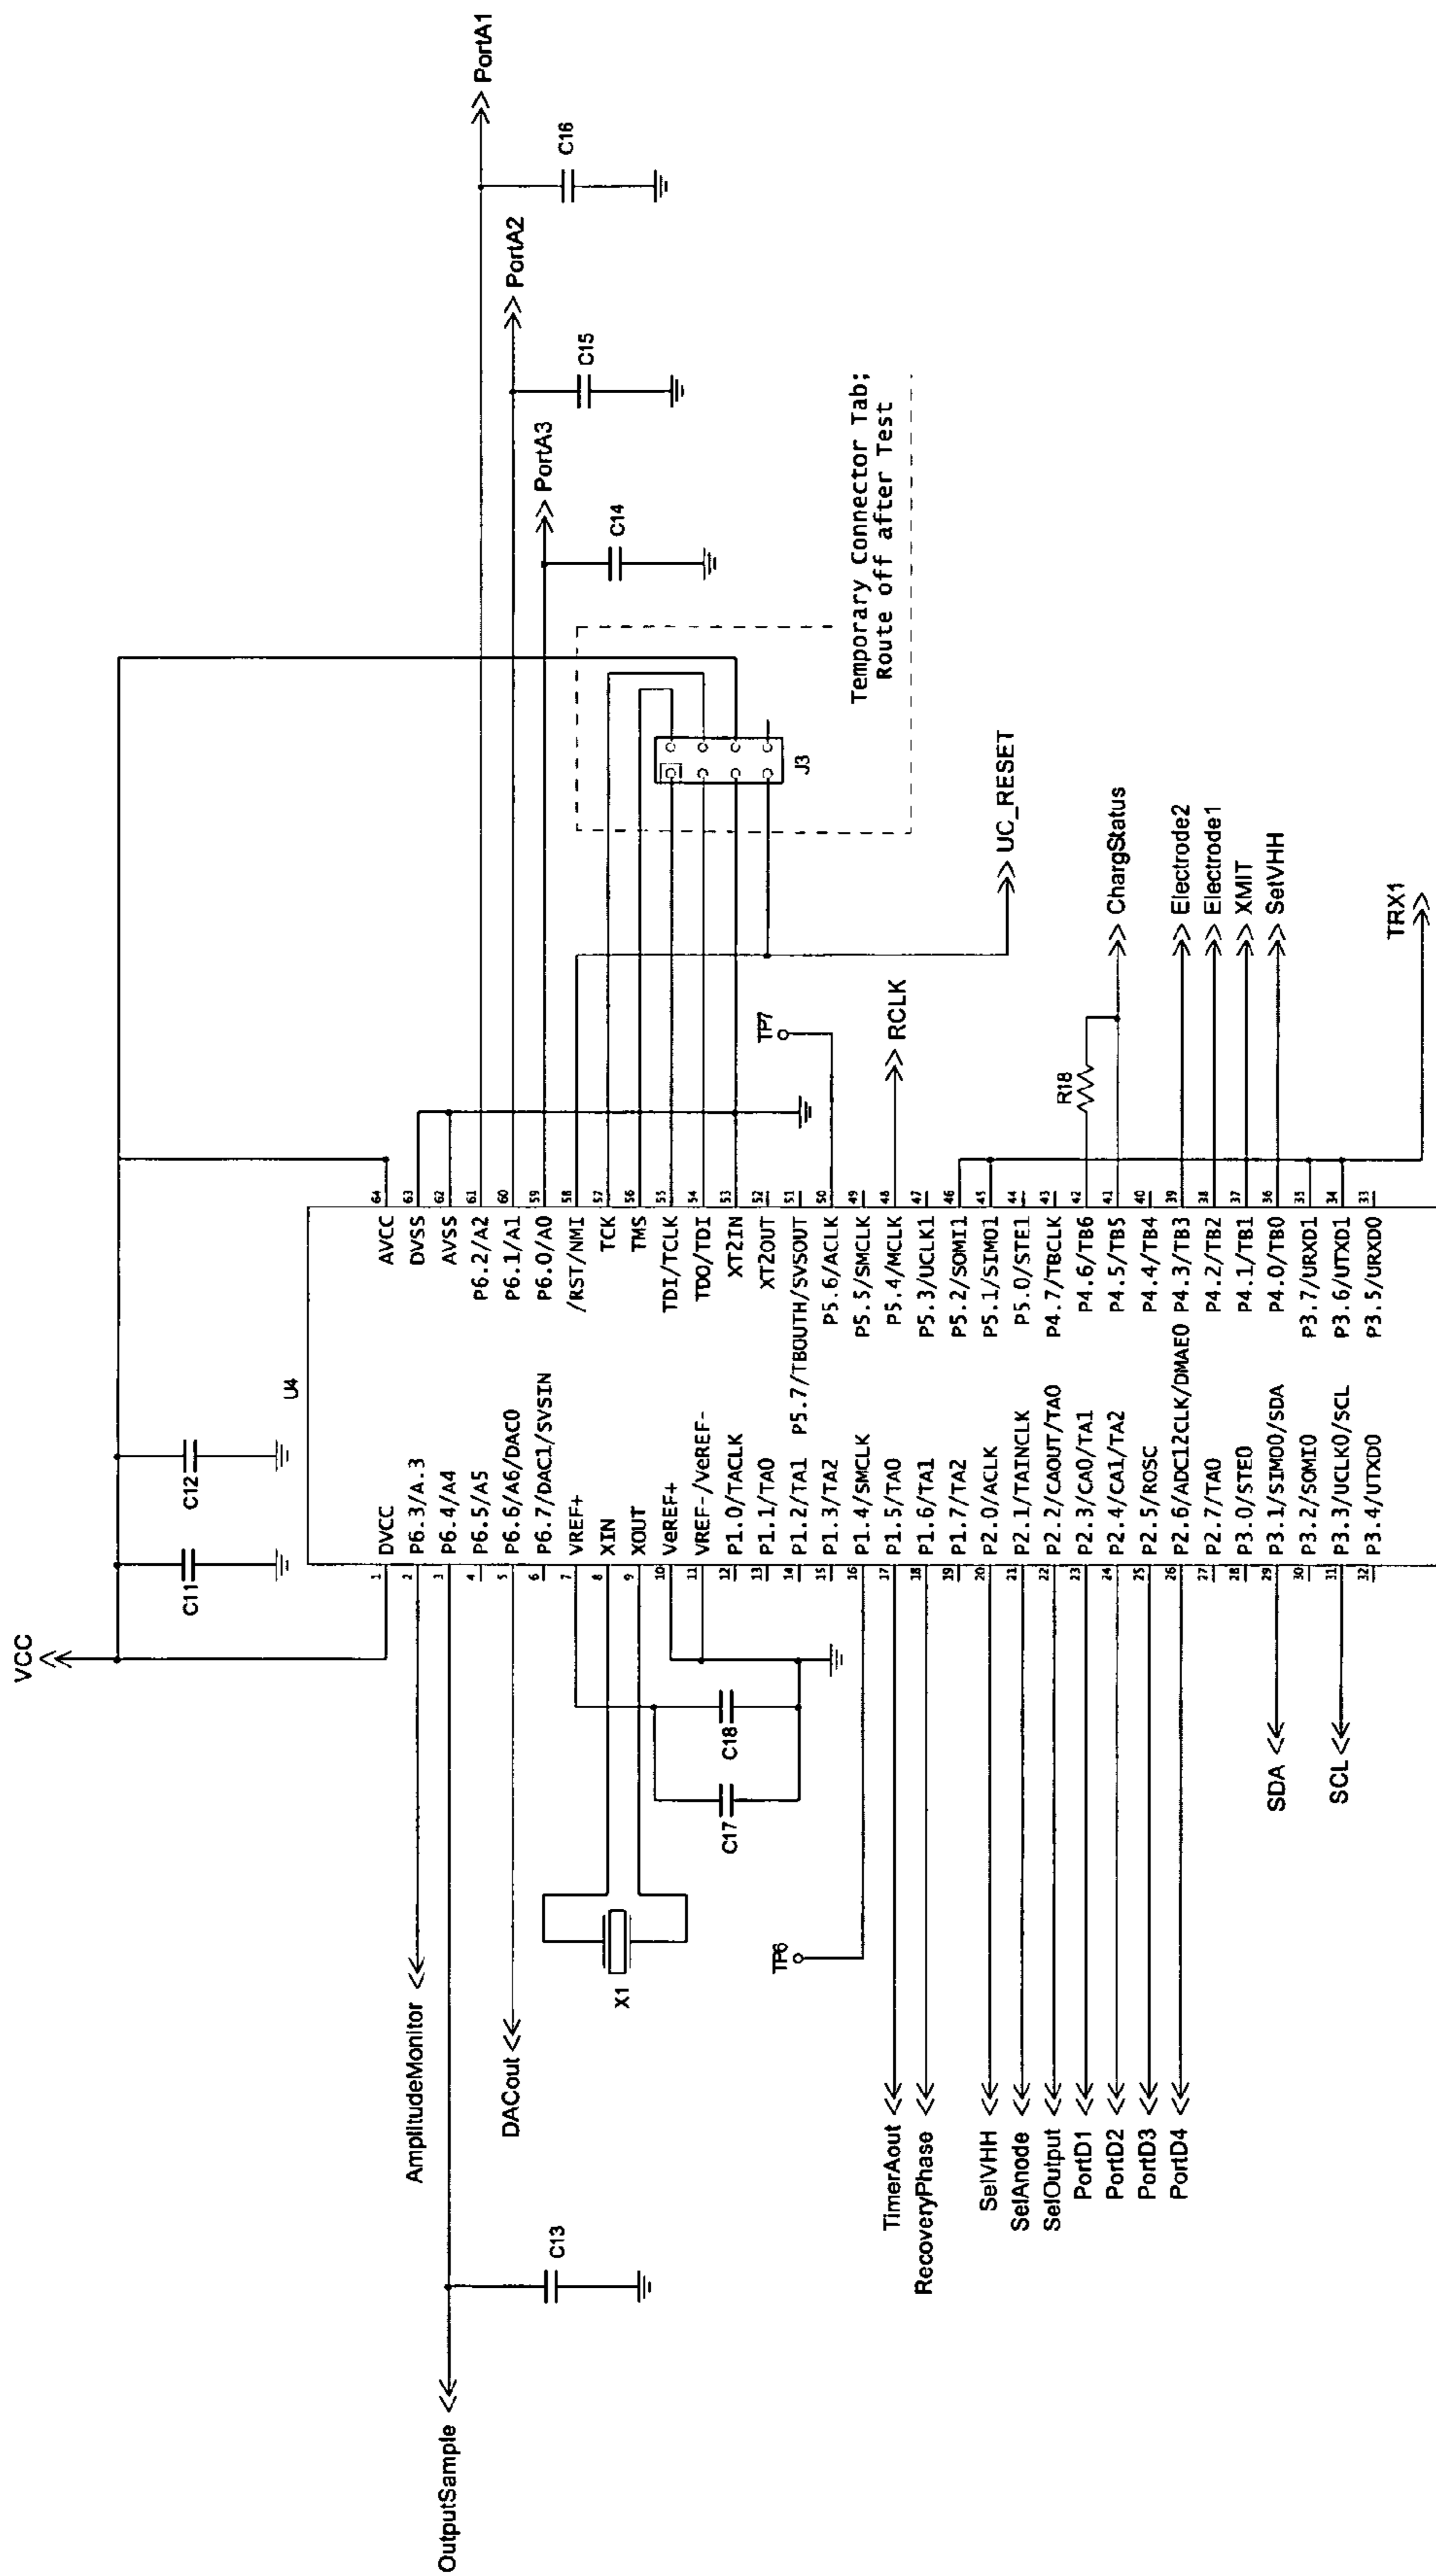 VCC
C11
C12
U4
1
DVCC
2
P6.3/A.3
3
P6.4/A4
4
P6.5/A5
5
P6.6/A6/DAC0
6
P6.7/DAC1/SVSIN
7
VREF+
8
XIN
9
XOUT
10
VeREF+
11
VREF-/VeREF-
12
P1.0/TACLK
13
P1.1/TA0
14
P1.2/TA1
15
P1.3/TA2
16
P1.4/SMCLK
17
P1.5/TA0
18
P1.6/TA1
19
P1.7/TA2
20
P2.0/ACLK
21
P2.1/TAINCLK
22
P2.2/CAOUT/TA0
23
P2.3/CA0/TA1
24
P2.4/CA1/TA2
25
P2.5/ROSC
26
P2.6/ADC12CLK/DMAE0
27
P2.7/TA0
28
P3.0/STE0
29
P3.1/SIMO0/SDA
30
P3.2/SOMI0
31
P3.3/UCLK0/SCL
32
P3.4/UTXD0
AVCC
64
DVSS
63
AVSS
62
P6.2/A2
61
P6.1/A1
60
P6.0/A0
59
/RST/NMI
58
TCK
57
TMS
56
TDI/TCLK
55
TDO/TDI
54
XT2IN
53
XT2OUT
52
P5.7/TBOUTH/SVSOUT
51
P5.6/ACLK
50
P5.5/SMCLK
49
P5.4/MCLK
48
P5.3/UCLK1
47
P5.2/SOMI1
46
P5.1/SIMO1
45
P5.0/STE1
44
P4.7/TBCLK
43
P4.6/TB6
42
P4.5/TB5
41
P4.4/TB4
40
P4.3/TB3
39
P4.2/TB2
38
P4.1/TB1
37
P4.0/TB0
36
P3.7/URXD1
35
P3.6/UTXD1
34
P3.5/URXD0
33
OutputSample
C13
AmplitudeMonitor
DACout
X1
C17
C18
TP6
TimerAout
RecoveryPhase
SelVHH
SelAnode
SelOutput
PortD1
PortD2
PortD3
PortD4
SDA
SCL
PortA1
C16
PortA2
C15
PortA3
C14
J3
Temporary Connector Tab;
Route off after Test
UC_RESET
TP7
RCLK
R18
ChargStatus
Electrode2
Electrode1
XMIT
SetVHH
TRX1